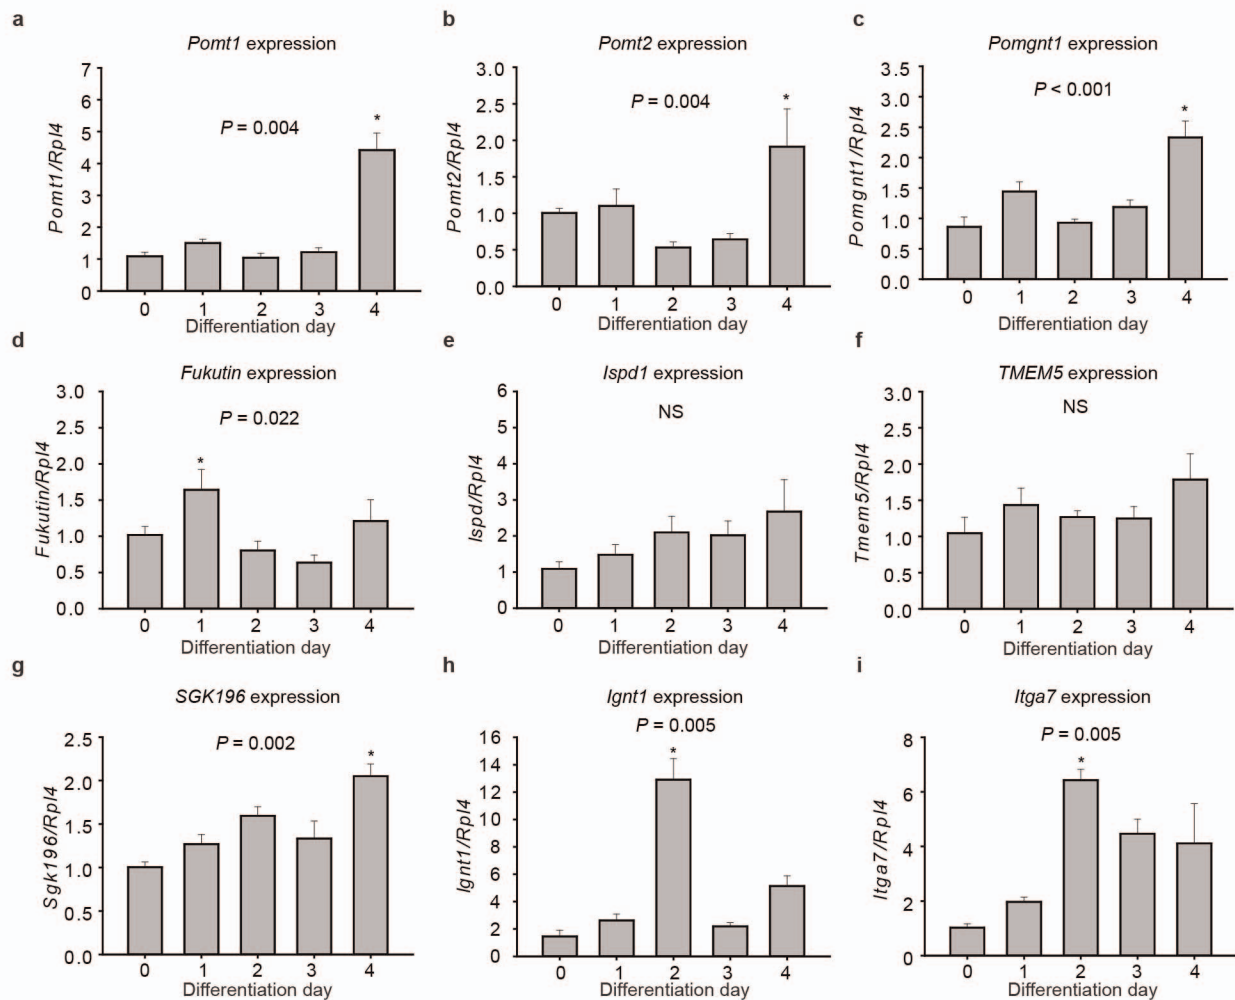 a
Pomt1 expression
P = 0.004
*
Pomt1/Rpl4
7
6
5
4
3
2
1
0
0 1 2 3 4
Differentiation day
b
Pomt2 expression
P = 0.004
*
Pomt2/Rpl4
3.0
2.5
2.0
1.5
1.0
0.5
0.0
0 1 2 3 4
Differentiation day
c
Pomgnt1 expression
P < 0.001
*
Pomgnt1/Rpl4
3.5
3.0
2.5
2.0
1.5
1.0
0.5
0.0
0 1 2 3 4
Differentiation day
d
Fukutin expression
P = 0.022
*
Fukutin/Rpl4
3.0
2.5
2.0
1.5
1.0
0.5
0.0
0 1 2 3 4
Differentiation day
e
Ispd1 expression
NS
Ispd/Rpl4
6
5
4
3
2
1
0
0 1 2 3 4
Differentiation day
f
TMEM5 expression
NS
Tmem5/Rpl4
3.0
2.5
2.0
1.5
1.0
0.5
0.0
0 1 2 3 4
Differentiation day
g
SGK196 expression
P = 0.002
*
Sgk196/Rpl4
2.5
2.0
1.5
1.0
0.5
0.0
0 1 2 3 4
Differentiation day
h
Ignt1 expression
P = 0.005
*
Ignt1/Rpl4
16
14
12
10
8
6
4
2
0
0 1 2 3 4
Differentiation day
i
Itga7 expression
P = 0.005
*
Itga7/Rpl4
8
6
4
2
0
0 1 2 3 4
Differentiation day